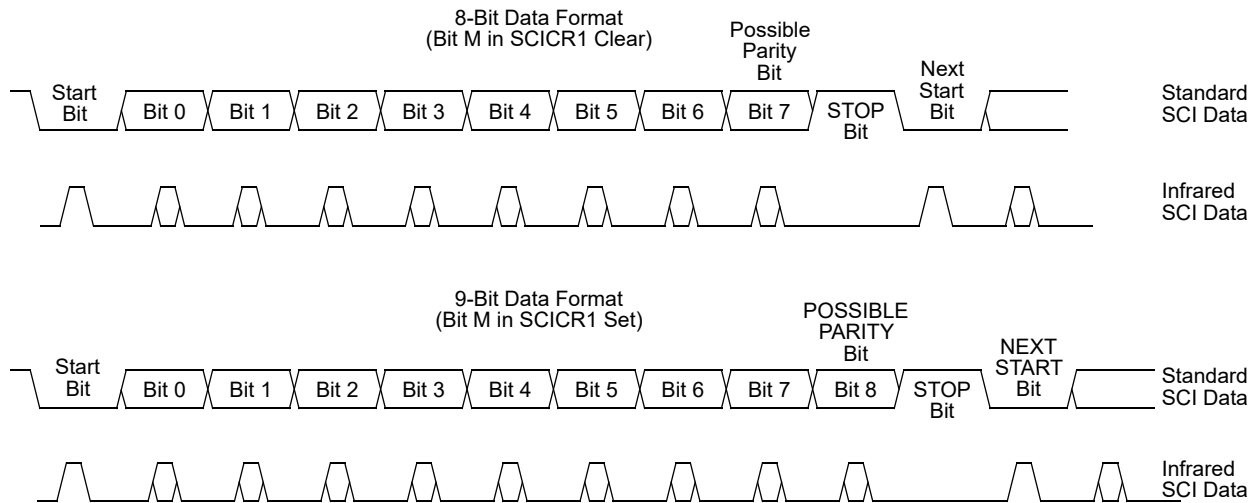 8-Bit Data Format
(Bit M in SCICR1 Clear)
Possible
Parity
Bit
Start
Bit
Bit 0
Bit 1
Bit 2
Bit 3
Bit 4
Bit 5
Bit 6
Bit 7
STOP
Bit
Next
Start
Bit
Standard
SCI Data
Infrared
SCI Data
9-Bit Data Format
(Bit M in SCICR1 Set)
POSSIBLE
PARITY
Bit
Start
Bit
Bit 0
Bit 1
Bit 2
Bit 3
Bit 4
Bit 5
Bit 6
Bit 7
Bit 8
STOP
Bit
NEXT
START
Bit
Standard
SCI Data
Infrared
SCI Data